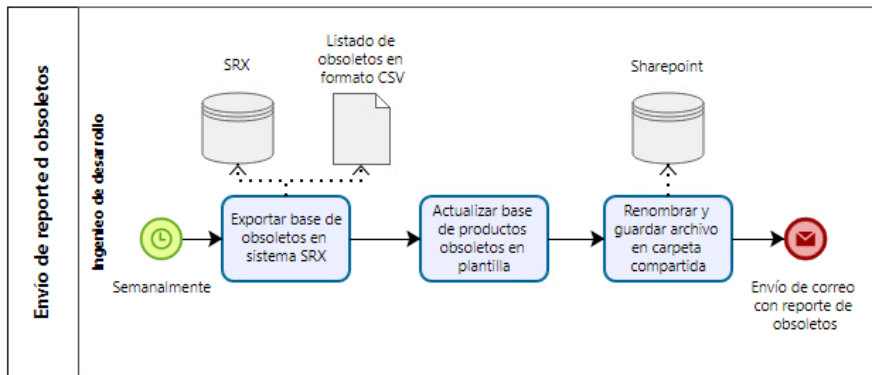 Envío de reporte d obsoletos
Ingenieo de desarrollo
SRX
Listado de
obsoletos en
formato CSV
Sharepoint
Semanalmente
Exportar base de
obsoletos en
sistema SRX
Actualizar base
de productos
obsoletos en
plantilla
Renombrar y
guardar archivo
en carpeta
compartida
Envío de correo
con reporte de
obsoletos